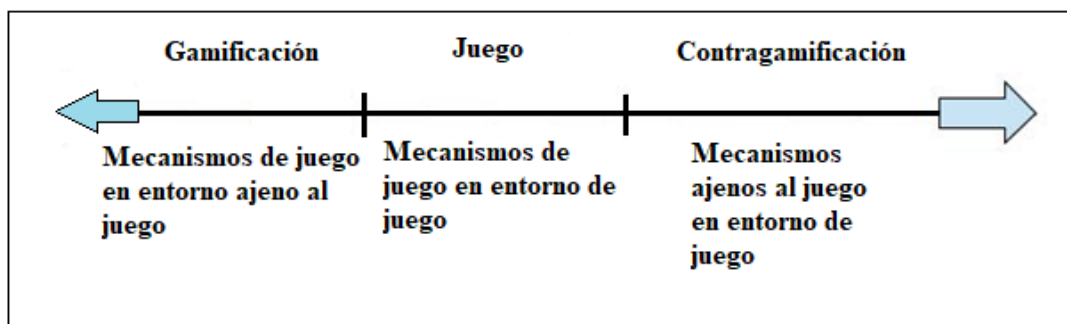 Gamificación
Juego
Contragamificación
Mecanismos de juego
en entorno ajeno al
juego
Mecanismos de
juego en entorno de
juego
Mecanismos
ajenos al juego
en entorno de
juego